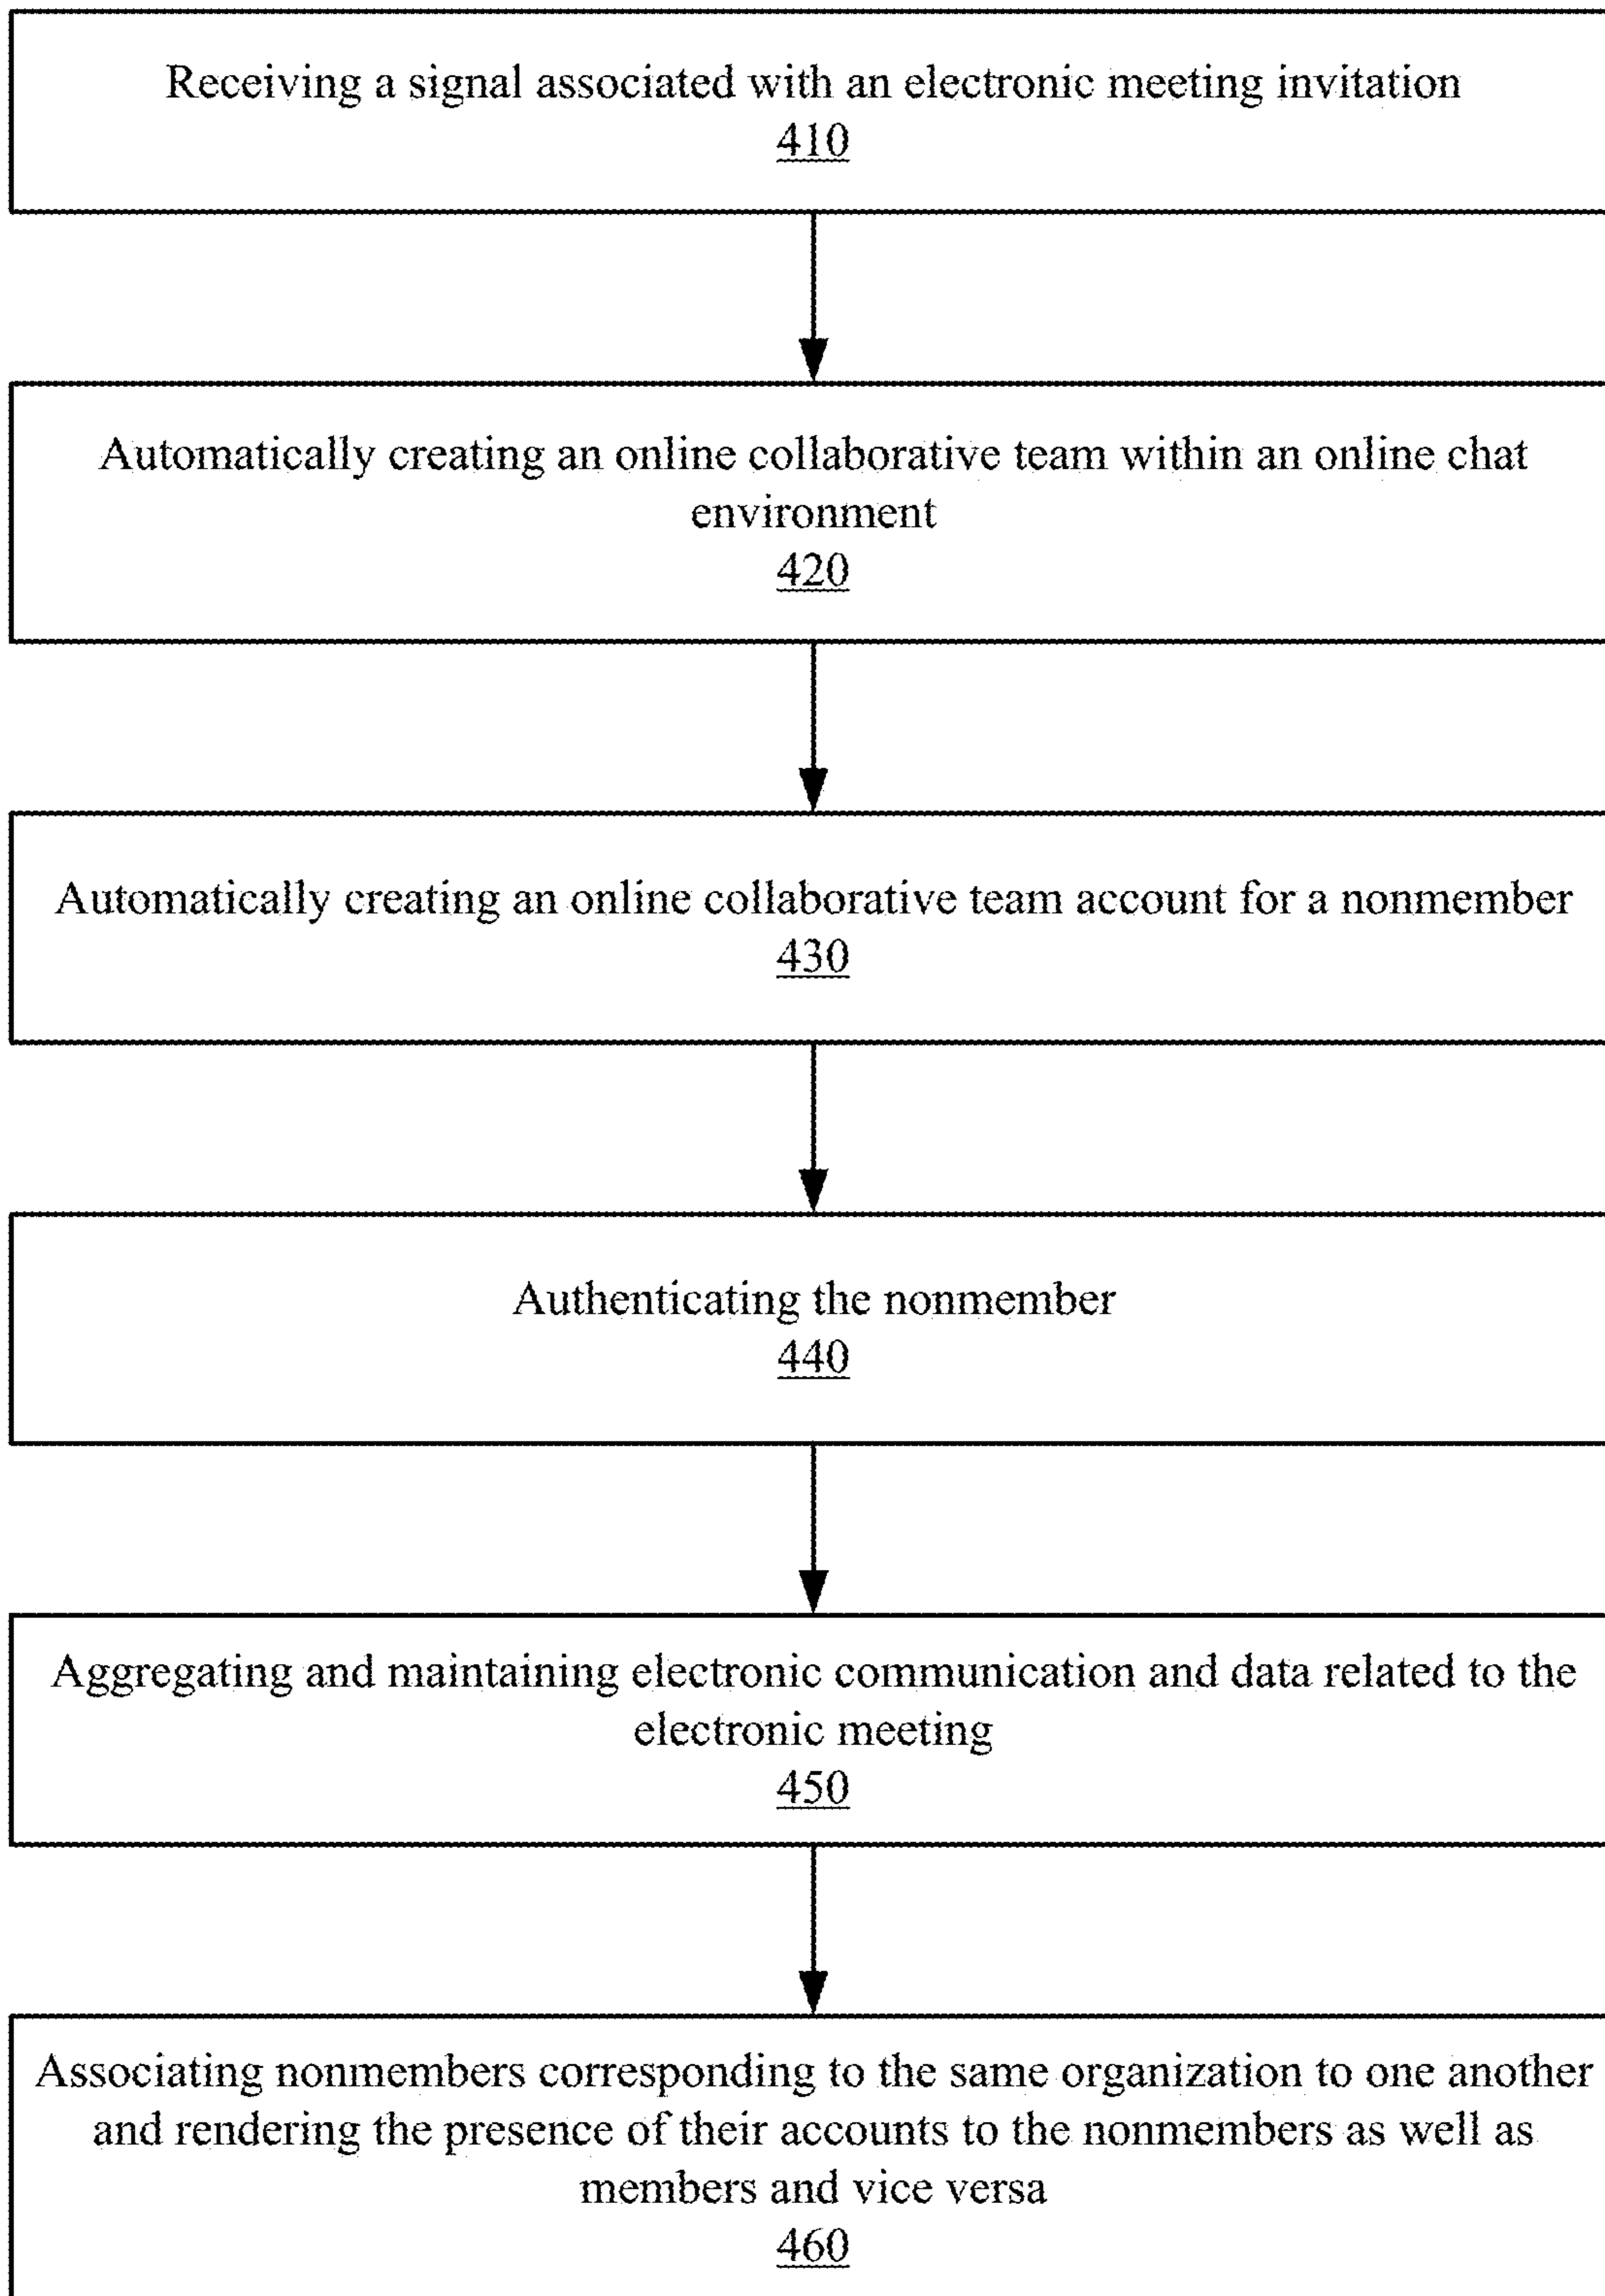 Receiving a signal associated with an electronic meeting invitation
410
Automatically creating an online collaborative team within an online chat
environment
420
Automatically creating an online collaborative team account for a nonmember
430
Authenticating the nonmember
440
Aggregating and maintaining electronic communication and data related to the
electronic meeting
450
Associating nonmembers corresponding to the same organization to one another
and rendering the presence of their accounts to the nonmembers as well as
members and vice versa
460